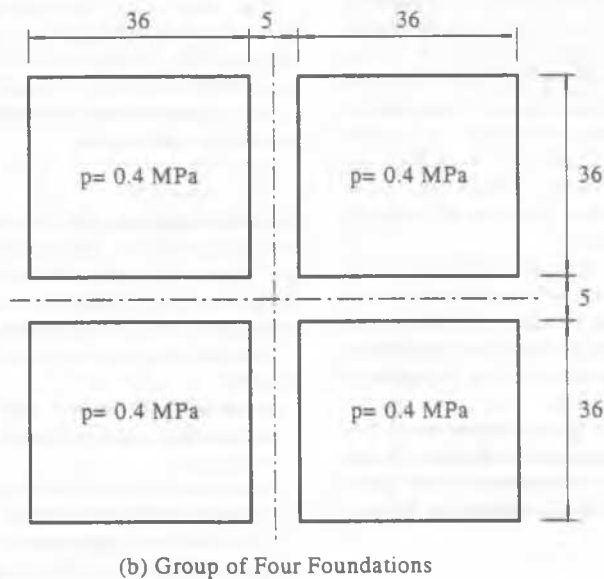 36 5 36
p= 0.4 MPa p= 0.4 MPa
36
5
p= 0.4 MPa p= 0.4 MPa
36
(b) Group of Four Foundations